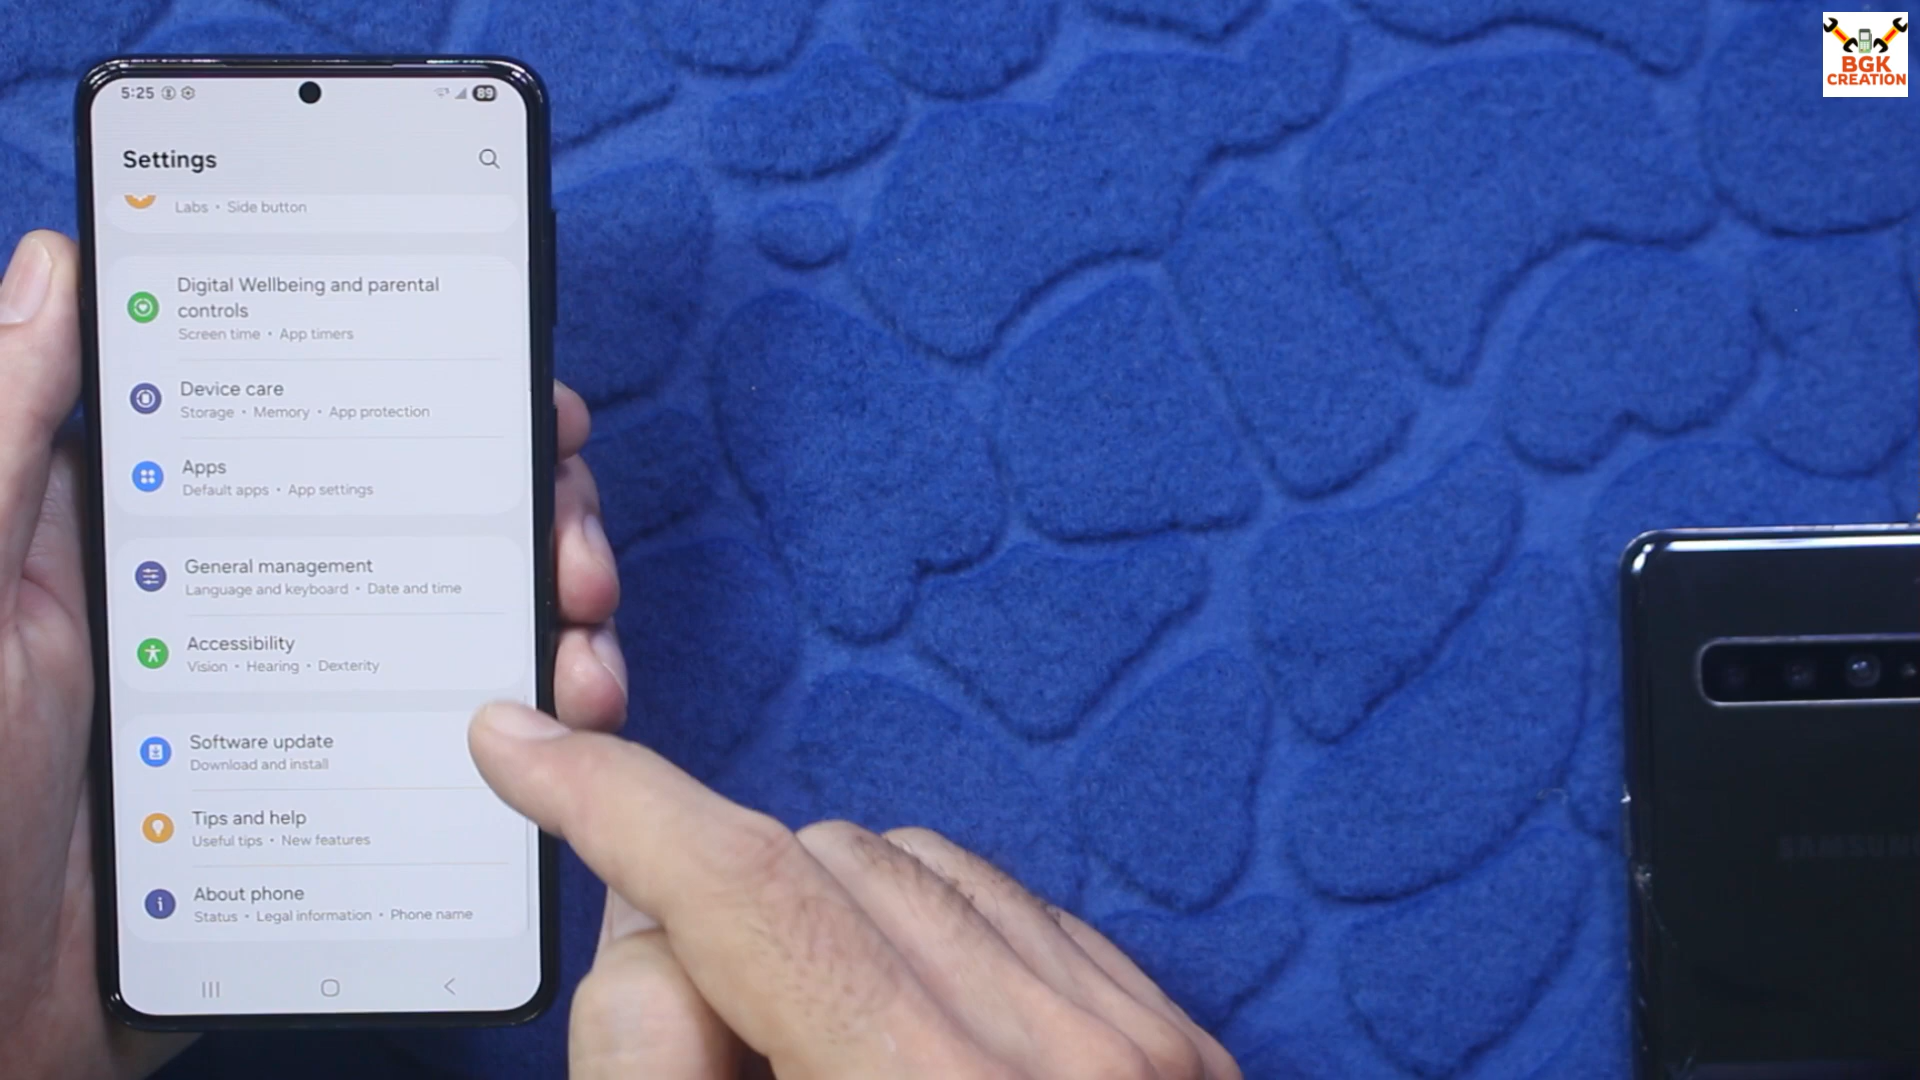 5:25
89
Settings
Labs • Side button
Digital Wellbeing and parental
controls
Screen time • App timers
Device care
Storage • Memory • App protection
Apps
Default apps • App settings
General management
Language and keyboard • Date and time
Accessibility
Vision • Hearing • Dexterity
Software update
Download and install
Tips and help
Useful tips • New features
About phone
Status • Legal information • Phone name
BGK
CREATION
SAMSUNG